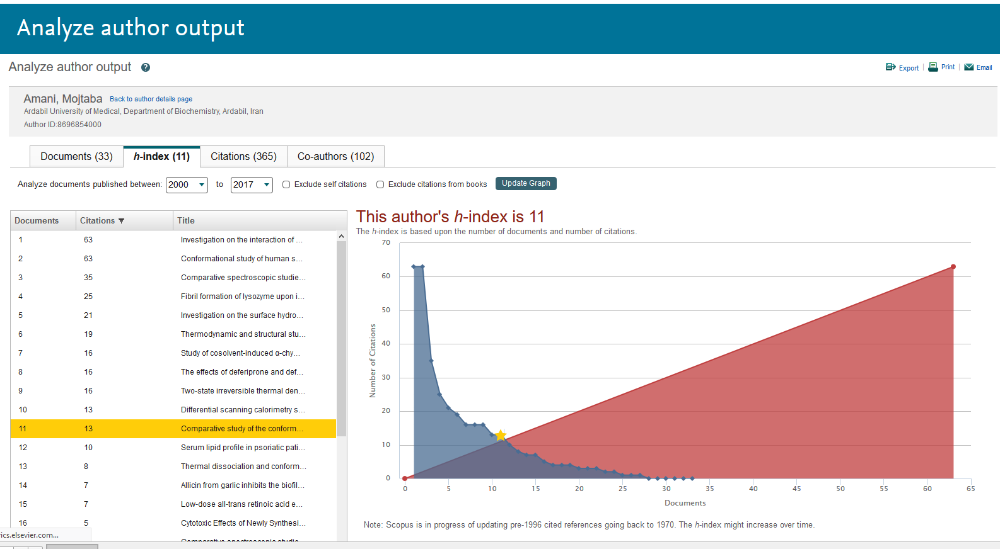 Analyze author output
Analyze author output ?
Export | Print | Email
Amani, Mojtaba Back to author details page
Ardabil University of Medical, Department of Biochemistry, Ardabil, Iran
Author ID:8696854000
Documents (33) h-index (11) Citations (365) Co-authors (102)
Analyze documents published between: 2000 to 2017 Exclude self citations Exclude citations from books Update Graph
Documents Citations Title
1 63 Investigation on the interaction of ...
2 63 Conformational study of human s...
3 35 Comparative spectroscopic studie...
4 25 Fibril formation of lysozyme upon i...
5 21 Investigation on the surface hydro...
6 19 Thermodynamic and structural stu...
7 16 Study of cosolvent-induced α-chy...
8 16 The effects of deferiprone and def...
9 16 Two-state irreversible thermal den...
10 13 Differential scanning calorimetry s...
11 13 Comparative study of the conform...
12 10 Serum lipid profile in psoriatic pati...
13 8 Thermal dissociation and conform...
14 7 Allicin from garlic inhibits the biofil...
15 7 Low-dose all-trans retinoic acid e...
16 5 Cytotoxic Effects of Newly Synthesi...
Comparative spectroscopic studie...
rics.elsevier.com...
This author's h-index is 11
The h-index is based upon the number of documents and number of citations.
70
60
50
40
30
20
10
0
Number of Citations
0 5 10 15 20 25 30 35 40 45 50 55 60 65
Documents
Note: Scopus is in progress of updating pre-1996 cited references going back to 1970. The h-index might increase over time.